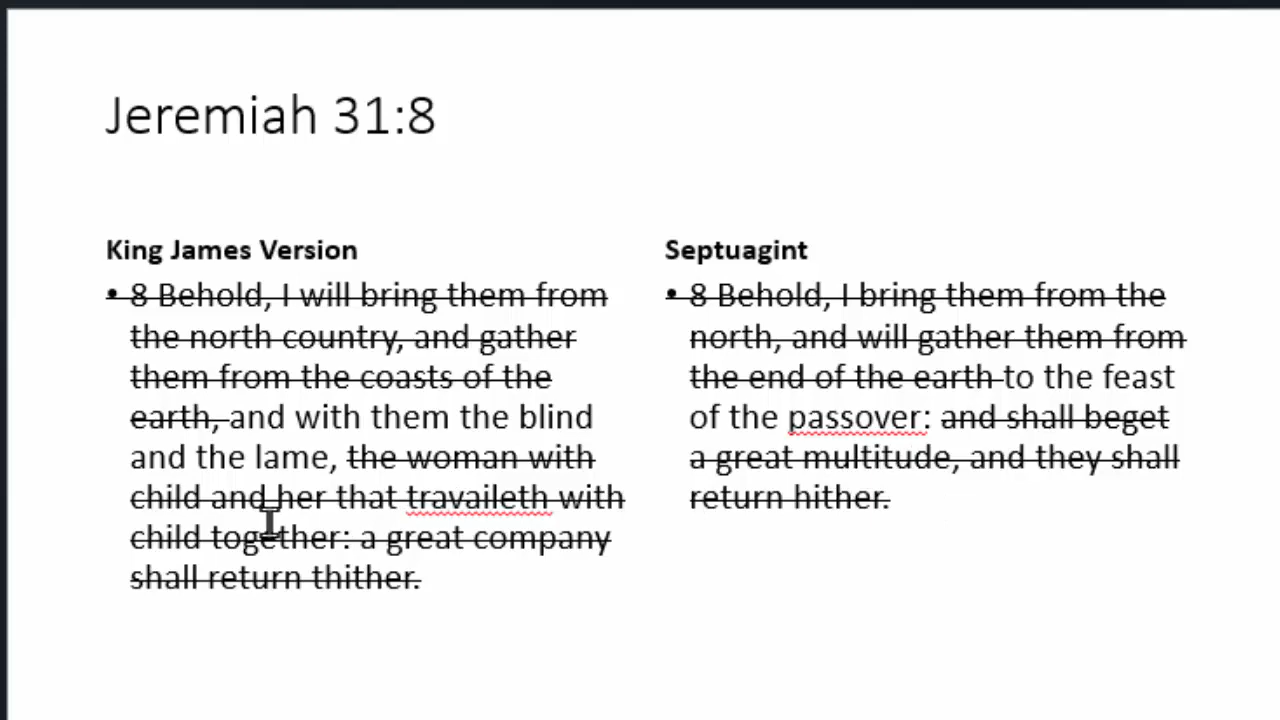 Jeremiah 31:8
King James Version
• 8 Behold, I will bring them from
the north country, and gather
them from the coasts of the
earth, and with them the blind
and the lame, the woman with
child and her that travaileth with
child together: a great company
shall return thither.
Septuagint
• 8 Behold, I bring them from the
north, and will gather them from
the end of the earth to the feast
of the passover: and shall beget
a great multitude, and they shall
return hither.